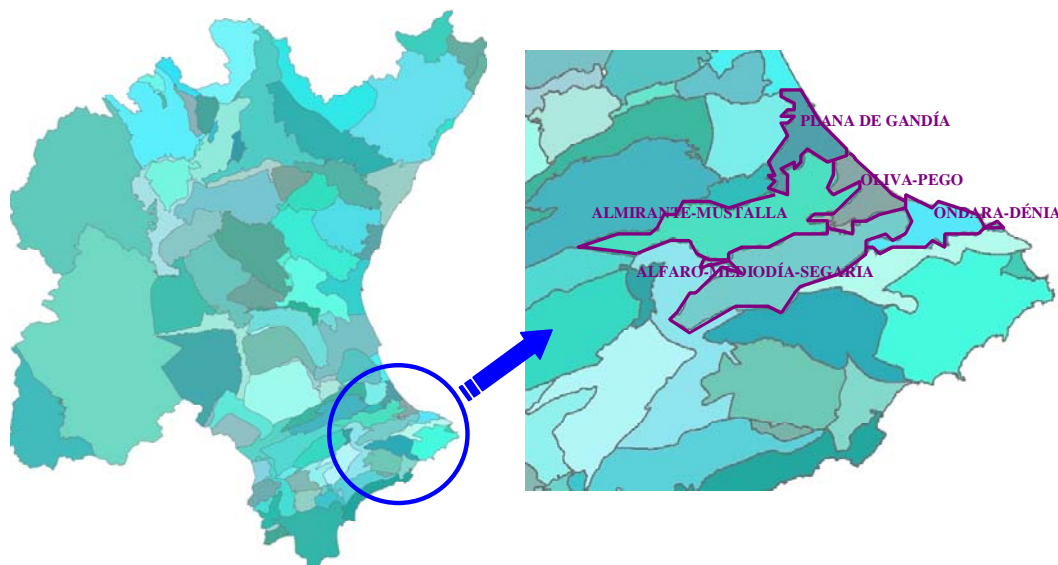 PLANA DE GANDÍA
OLIVA-PEGO
ALMIRANTE-MUSTALLA
ONDARA-DÉNIA
ALFARO-MEDIODÍA-SEGARIA